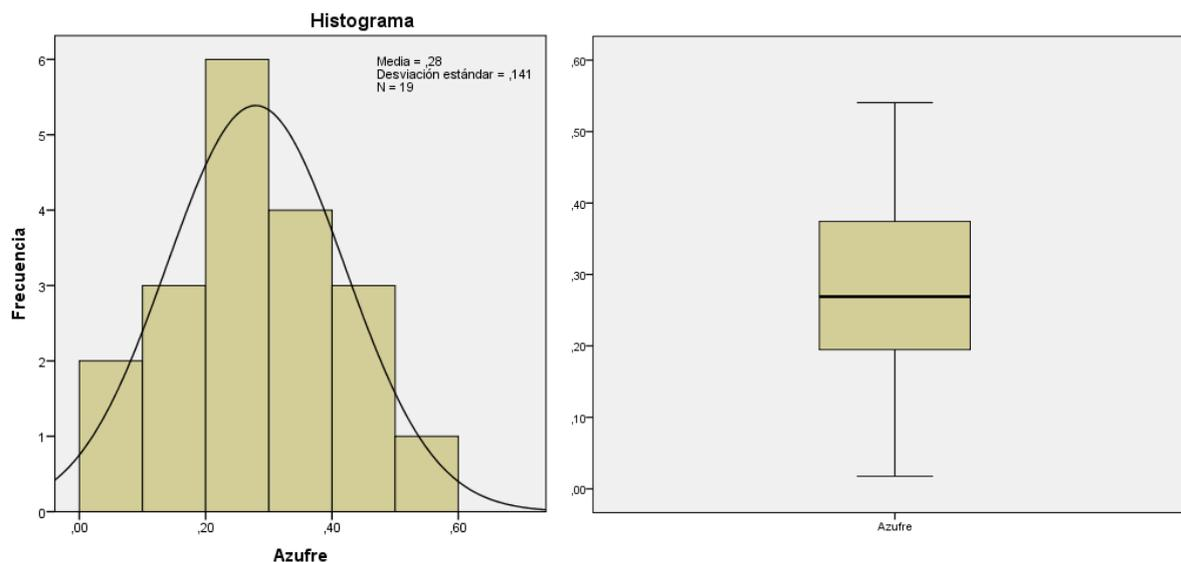 Histograma
Media = ,28
Desviación estándar = ,141
N = 19
Frecuencia
6
5
4
3
2
1
0
,00
,20
,40
,60
Azufre
,60
,50
,40
,30
,20
,10
,00
Azufre